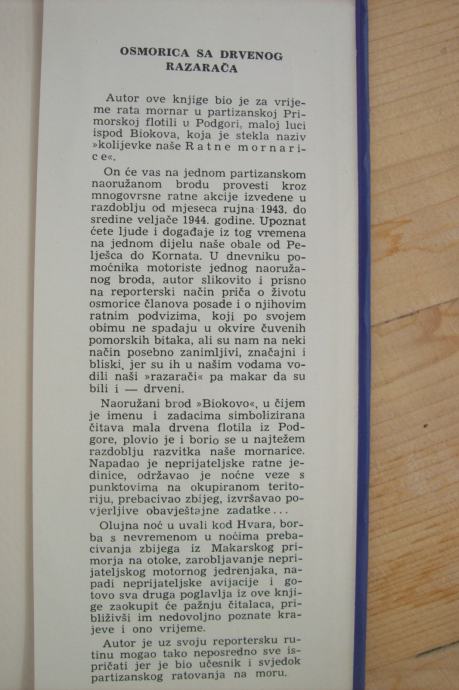 OSMORICA SA DRVENOG
RAZARAČA
Autor ove knjige bio je za vrije-
me rata mornar u partizanskoj Pri-
morskoj flotili u Podgori, maloj luci
ispod Biokova, koja je stekla naziv
»kolijevke naše Ratne mornari-
ce«.
On će vas na jednom partizanskom
naoružanom brodu provesti kroz
mnogovrsne ratne akcije izvedene u
razdoblju od mjeseca rujna 1943. do
sredine veljače 1944. godine. Upoznat
ćete ljude i događaje iz tog vremena
na jednom dijelu naše obale od Pe-
lješca do Kornata. U dnevniku po-
moćnika motoriste jednog naoruža-
nog broda, autor slikovito i prisno
na reporterski način priča o životu
osmorice članova posade i o njihovim
ratnim podvizima, koji po svojem
obimu ne spadaju u okvire čuvenih
pomorskih bitaka, ali su nam na neki
način posebno zanimljivi, značajni i
bliski, jer su ih u našim vodama vo-
dili naši »razarači« pa makar da su
bili i — drveni.
Naoružani brod »Biokovo«, u čijem
je imenu i zadacima simbolizirana
čitava mala drvena flotila iz Pod-
gore, plovio je i borio se u najtežem
razdoblju razvitka naše mornarice.
Napadao je neprijateljske ratne je-
dinice, održavao je noćne veze s
punktovima na okupiranom terito-
riju, prebacivao zbijeg, izvršavao po-
vjerljive obavještajne zadatke...
Olujna noć u uvali kod Hvara, bor-
ba s nevremenom u noćima preba-
civanja zbijega iz Makarskog pri-
morja na otoke, zarobljavanje nepri-
jateljskog motornog jedrenjaka, na-
padi neprijateljske avijacije i go-
tovo sva druga poglavlja iz ove knji-
ge zaokupit će pažnju čitalaca, pri-
bliživši im nedovoljno poznate kra-
jeve i ono vrijeme.
Autor je uz svoju reportersku ru-
tinu mogao tako neposredno sve is-
pričati jer je bio učesnik i svjedok
partizanskog ratovanja na moru.